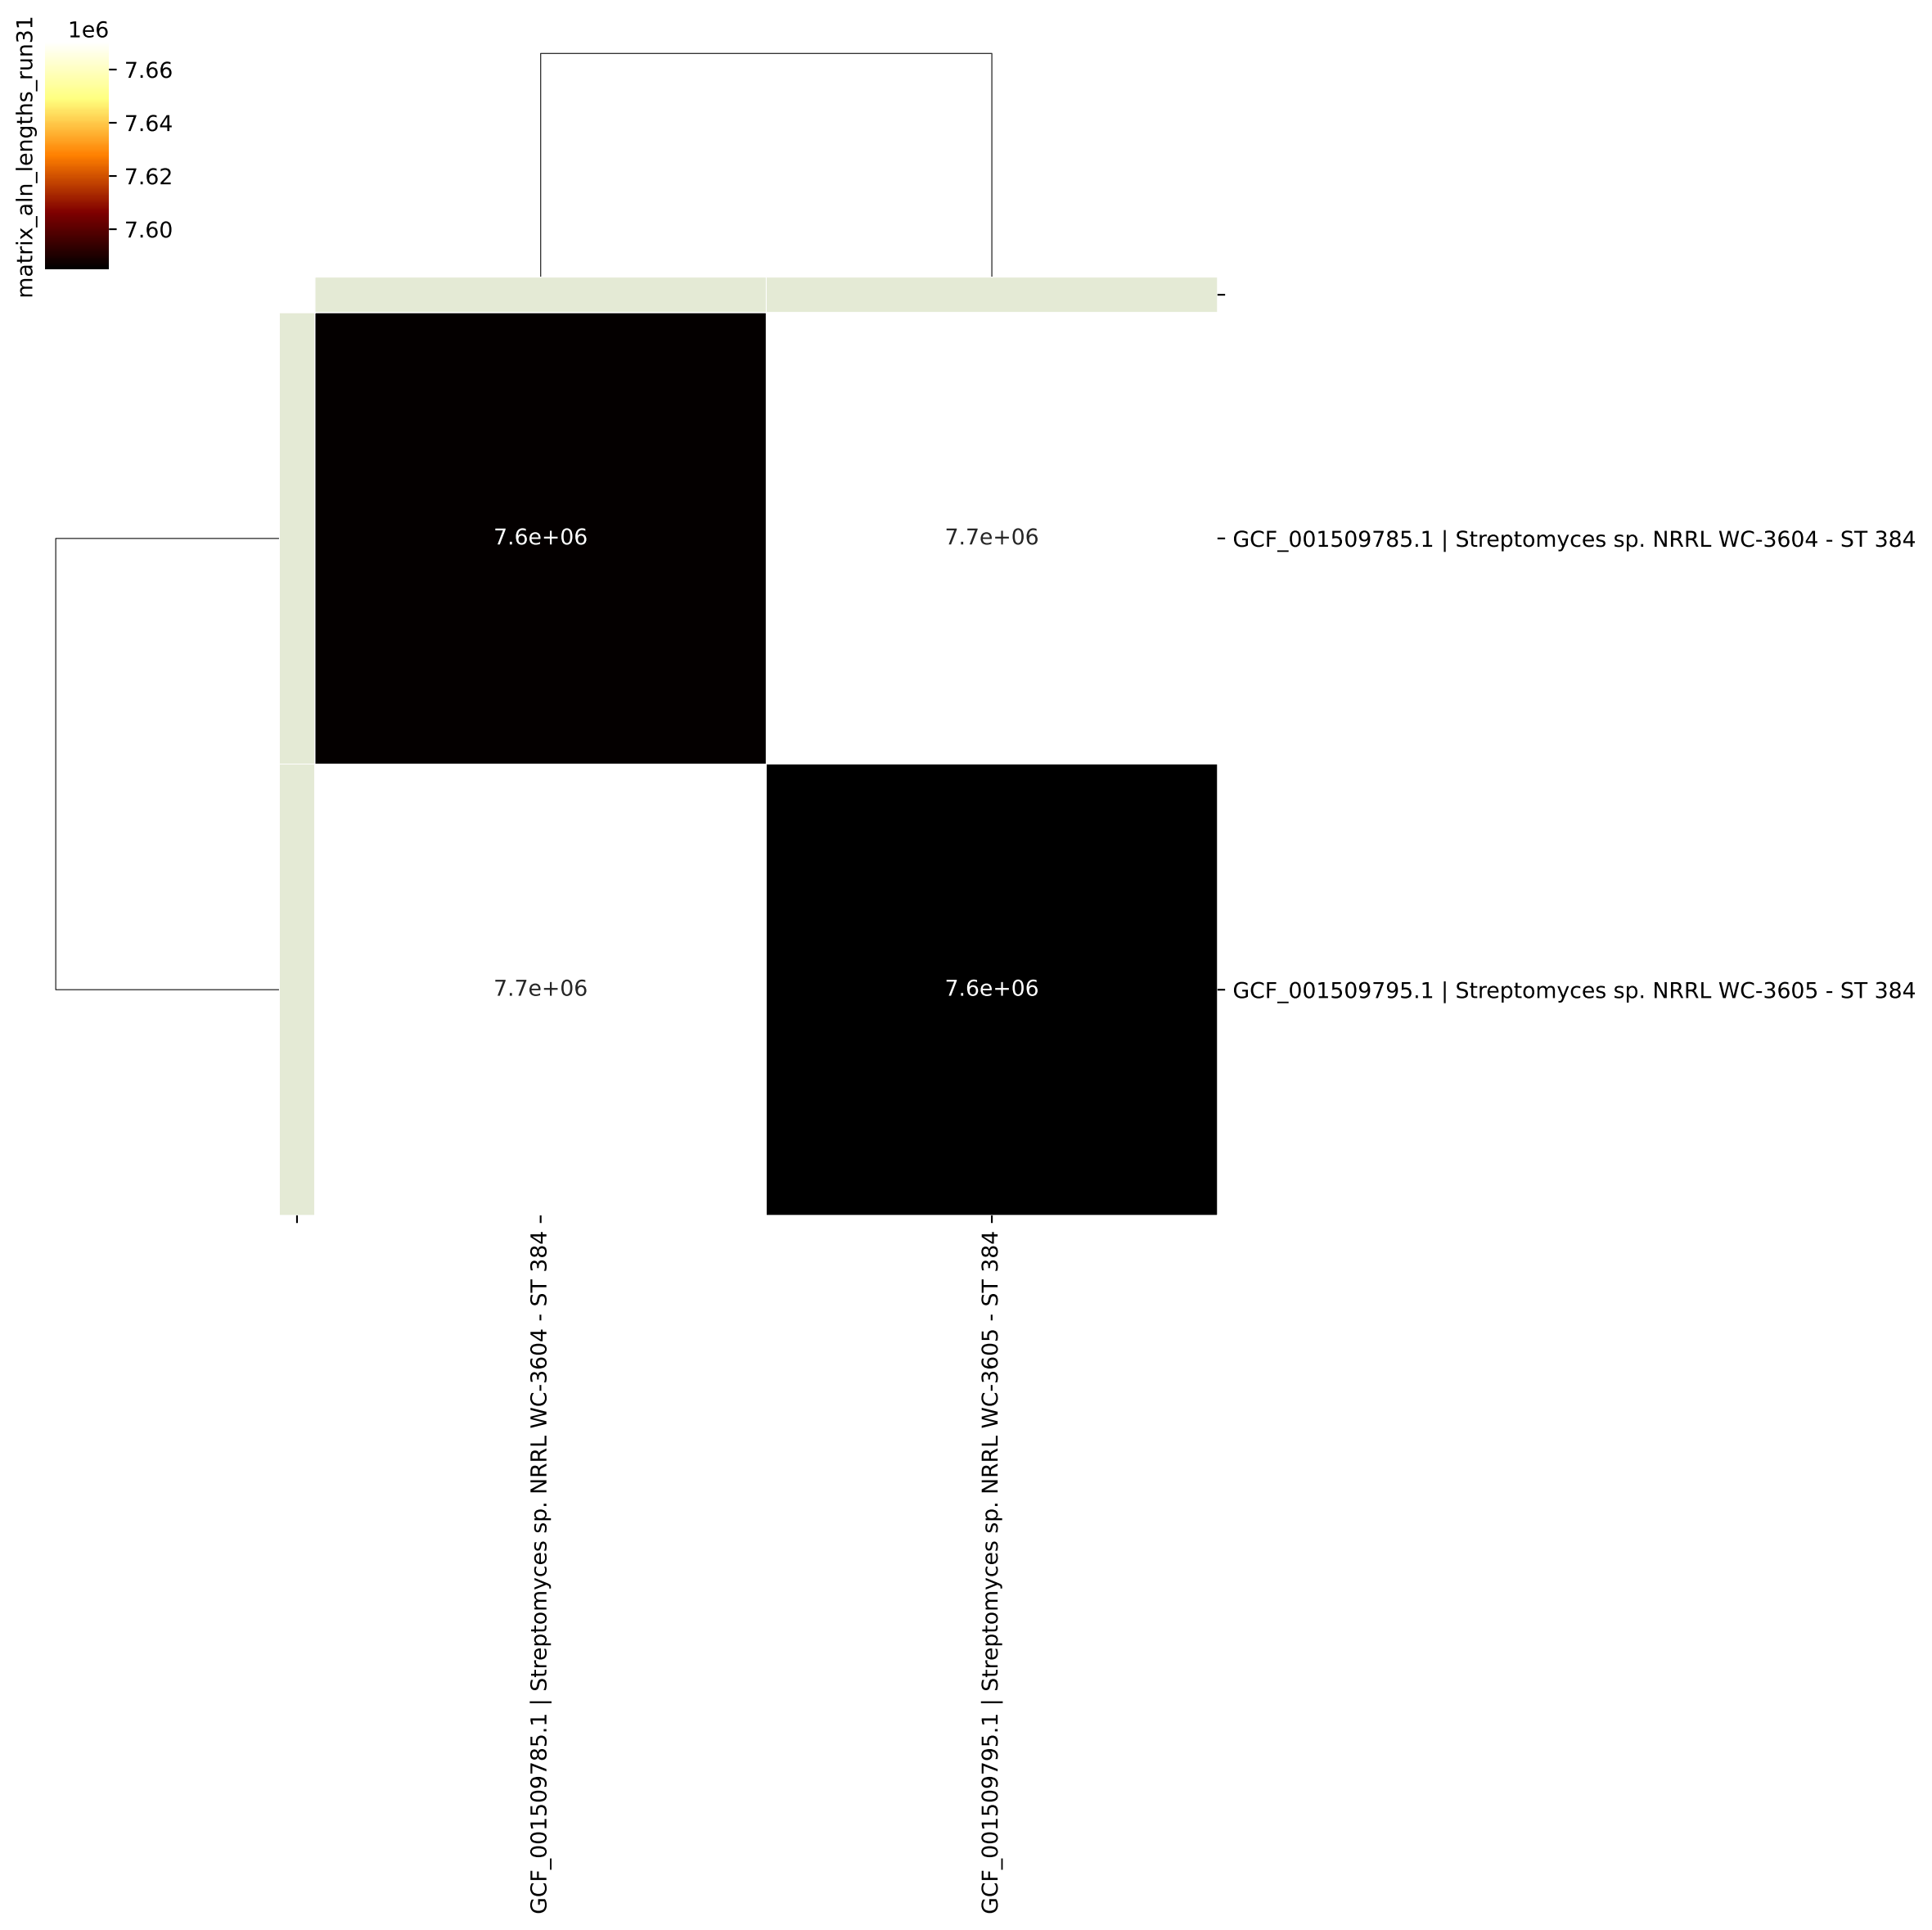 matrix_aln_lengths_run31
1e6
7.66
7.64
7.62
7.60
7.6e+06
7.7e+06
GCF_001509785.1 | Streptomyces sp. NRRL WC-3604 - ST 384
7.7e+06
7.6e+06
GCF_001509795.1 | Streptomyces sp. NRRL WC-3605 - ST 384
GCF_001509785.1 | Streptomyces sp. NRRL WC-3604 - ST 384
GCF_001509795.1 | Streptomyces sp. NRRL WC-3605 - ST 384